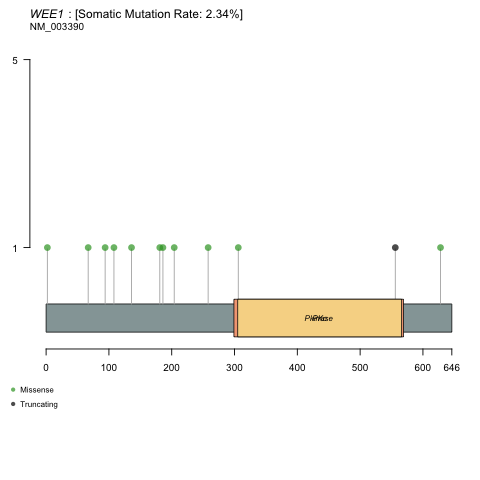 WEE1 : [Somatic Mutation Rate: 2.34%]
NM_003390
5
1
0 100 200 300 400 500 600 646
Missense
Truncating